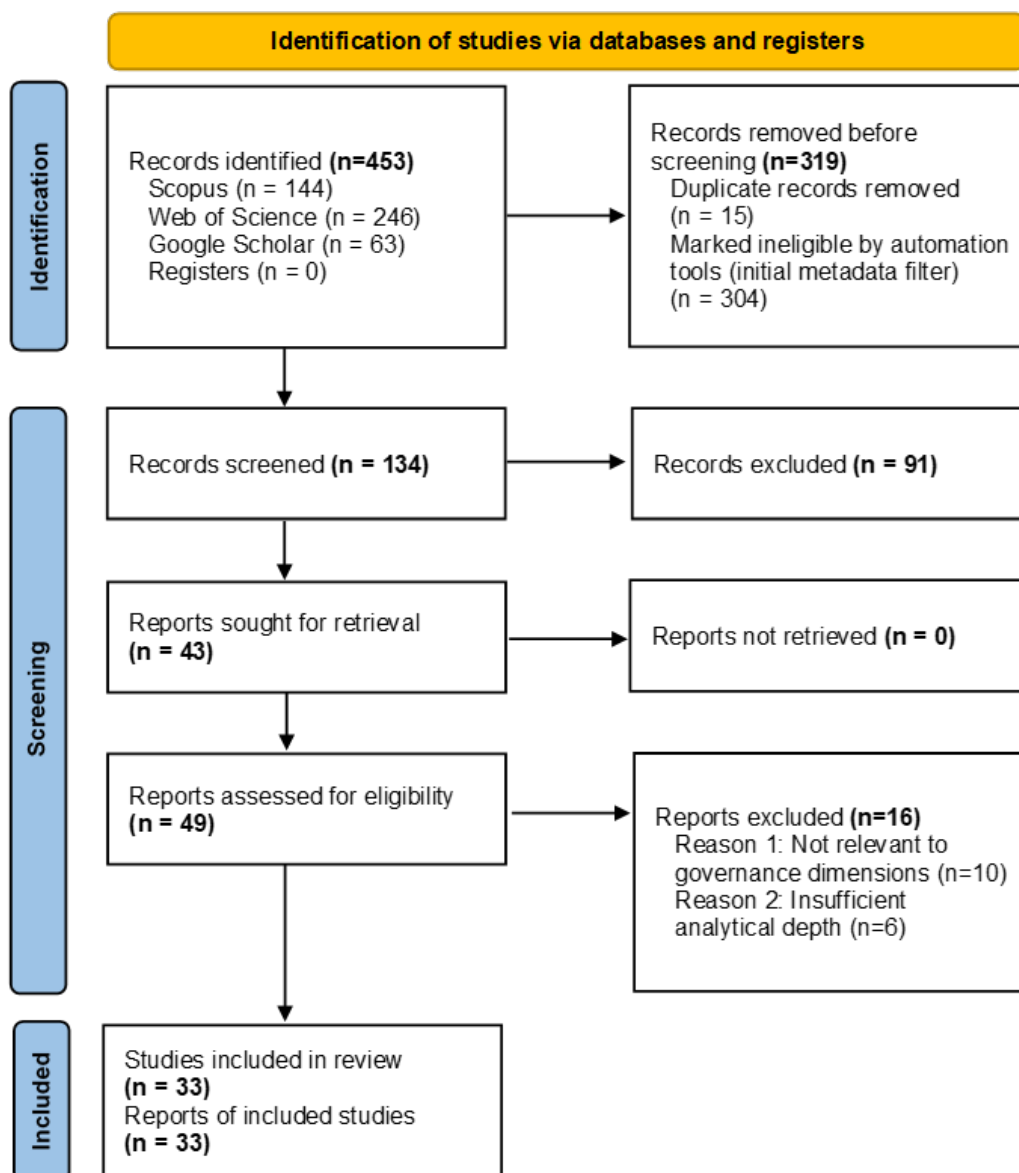 Identification of studies via databases and registers
Identification
Records identified (n=453)
Scopus (n = 144)
Web of Science (n = 246)
Google Scholar (n = 63)
Registers (n = 0)
Records removed before
screening (n=319)
Duplicate records removed
(n = 15)
Marked ineligible by automation
tools (initial metadata filter)
(n = 304)
Screening
Records screened (n = 134)
Records excluded (n = 91)
Reports sought for retrieval
(n = 43)
Reports not retrieved (n = 0)
Reports assessed for eligibility
(n = 49)
Reports excluded (n=16)
Reason 1: Not relevant to
governance dimensions (n=10)
Reason 2: Insufficient
analytical depth (n=6)
Included
Studies included in review
(n = 33)
Reports of included studies
(n = 33)